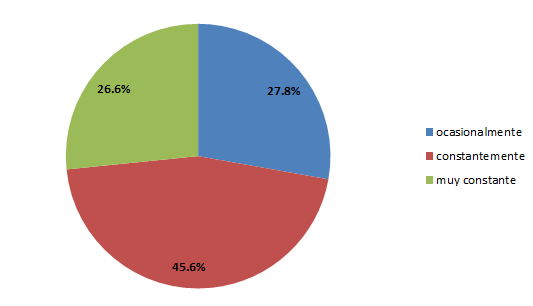 26.6%
27.8%
45.6%
ocasionalmente
constantemente
muy constante